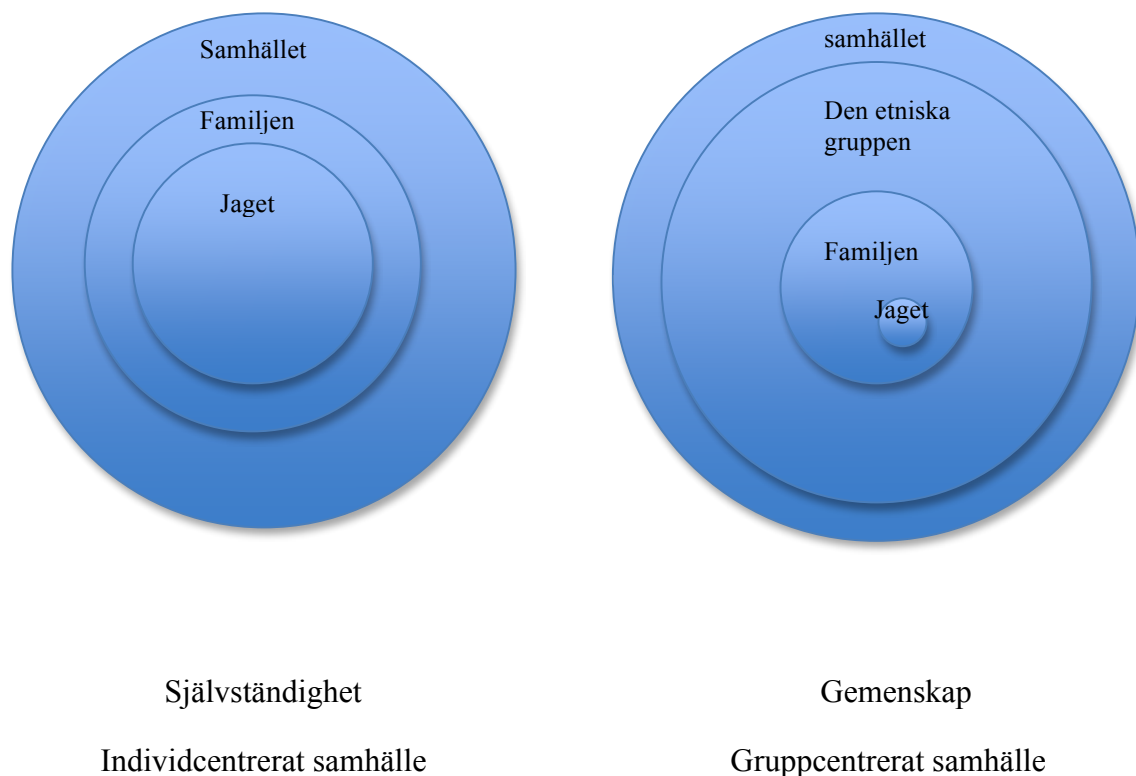 Samhället
Familjen
Jaget
samhället
Den etniska
gruppen
Familjen
Jaget
Självständighet
Gemenskap
Individcentrerat samhälle
Gruppcentrerat samhälle